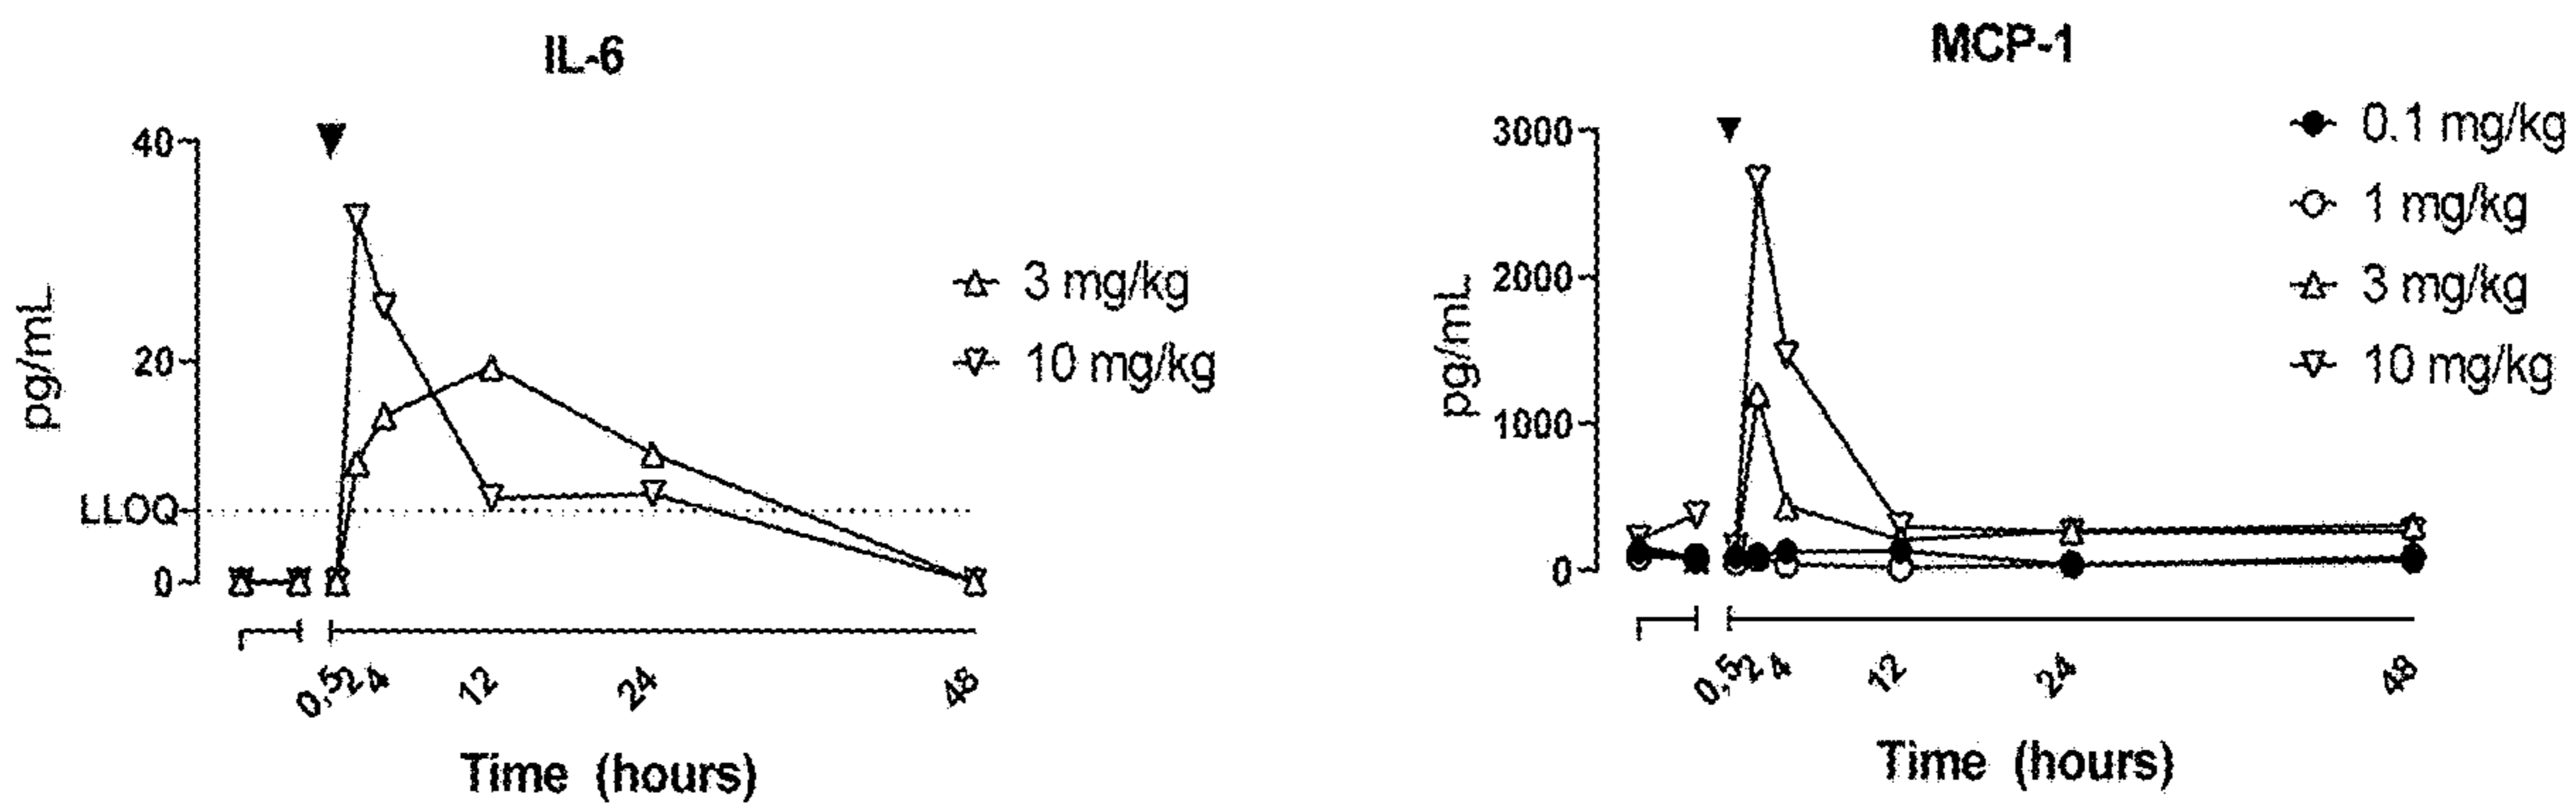 IL-6
40
20
LLOQ
0
pg/mL
3 mg/kg
10 mg/kg
0,5 2 4 12 24 48
Time (hours)
MCP-1
3000
2000
1000
0
pg/mL
0.1 mg/kg
1 mg/kg
3 mg/kg
10 mg/kg
0,5 2 4 12 24 48
Time (hours)